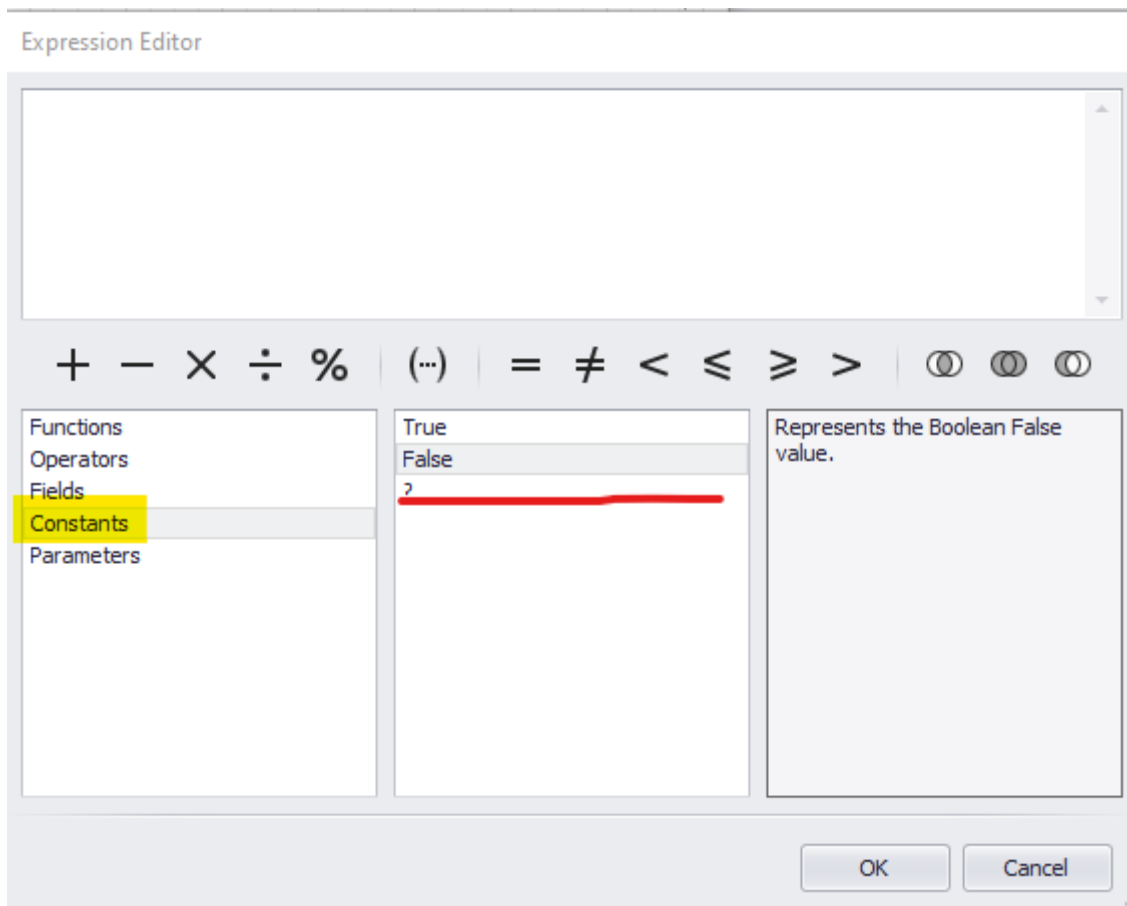 Expression Editor
+ − × ÷ % (...) = ≠ < ⩽ ⩾ >
Functions
Operators
Fields
Constants
Parameters
True
False
?
Represents the Boolean False
value.
OK
Cancel